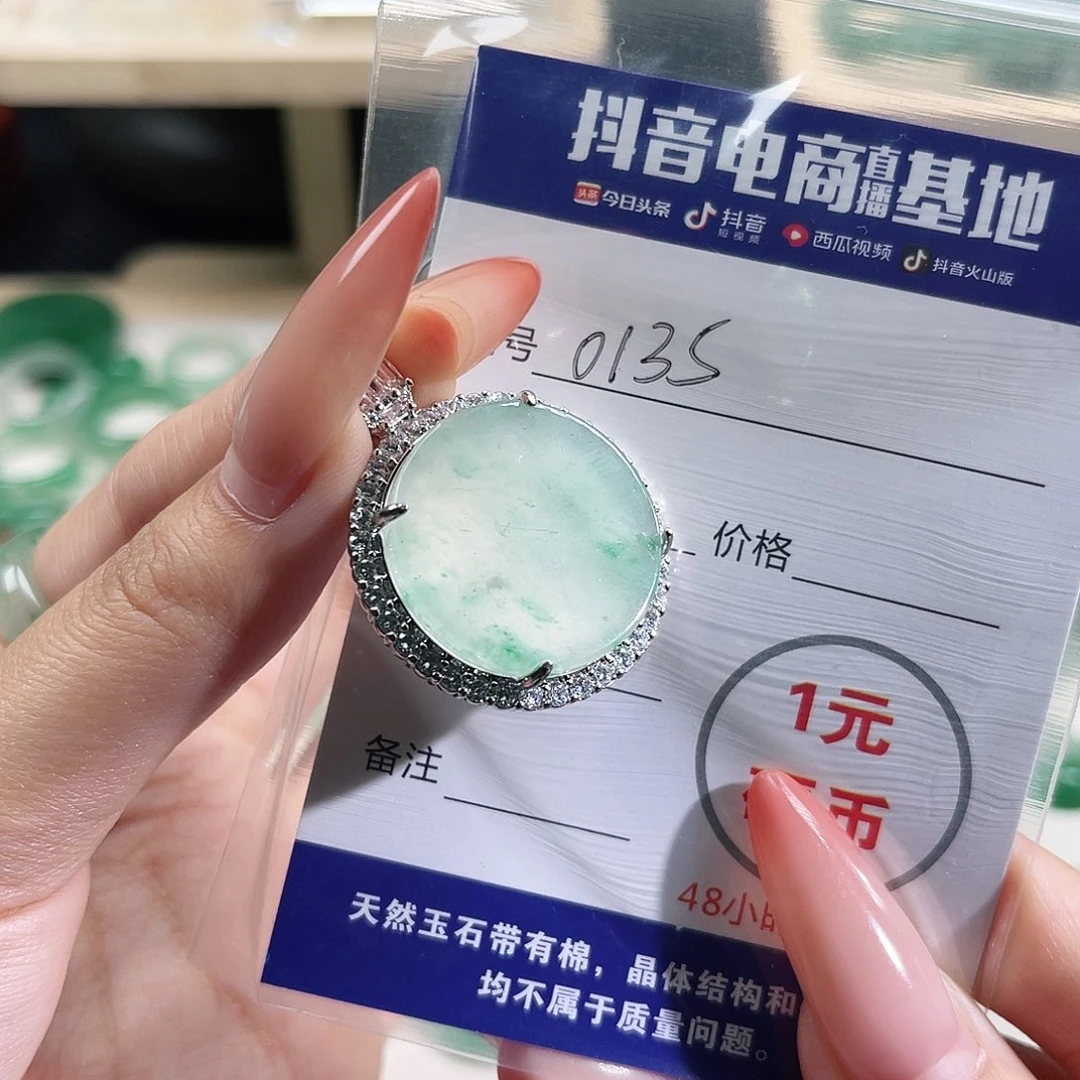 抖音电商直播基地
头条 今日头条 抖音短视频 西瓜视频 抖音火山版
号 0135
价格
1元
币
备注
48小时
天然玉石带有棉，晶体结构和
均不属于质量问题。